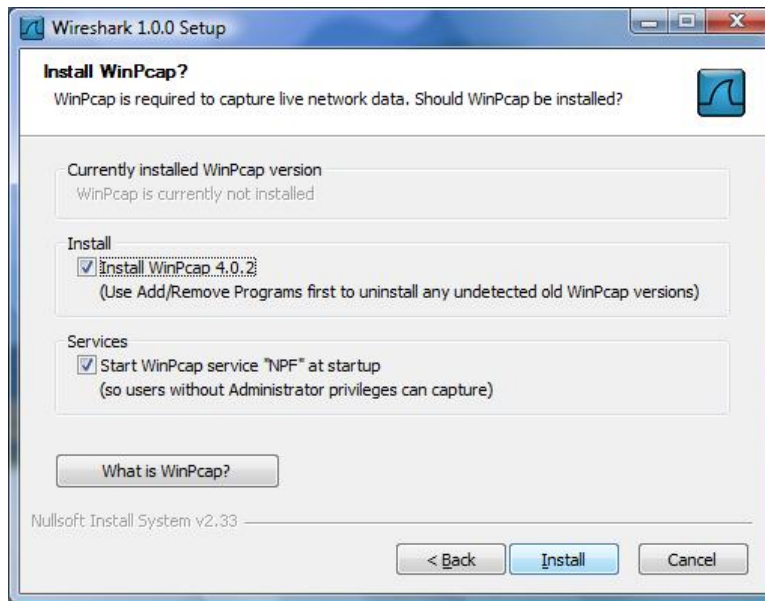 Wireshark 1.0.0 Setup
Install WinPcap?
WinPcap is required to capture live network data. Should WinPcap be installed?
Currently installed WinPcap version
WinPcap is currently not installed
Install
Install WinPcap 4.0.2
(Use Add/Remove Programs first to uninstall any undetected old WinPcap versions)
Services
Start WinPcap service "NPF" at startup
(so users without Administrator privileges can capture)
What is WinPcap?
Nullsoft Install System v2.33
< Back Install Cancel